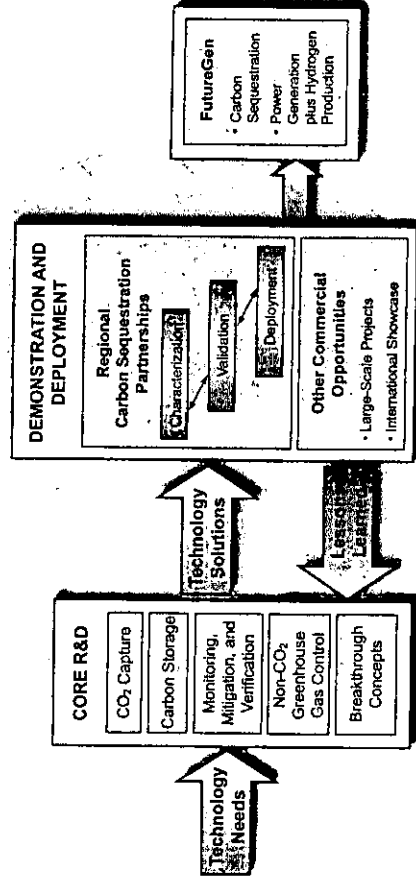 Technology
Needs
CORE R&D
CO₂ Capture
Carbon Storage
Monitoring,
Mitigation, and
Verification
Non-CO₂
Greenhouse
Gas Control
Breakthrough
Concepts
Technology
Solutions
Lessons
Learned
DEMONSTRATION AND
DEPLOYMENT
Regional
Carbon Sequestration
Partnerships
Characterization
Validation
Deployment
Other Commercial
Opportunities
• Large-Scale Projects
• International Showcase
FutureGen
• Carbon
Sequestration
• Power
Generation
plus Hydrogen
Production